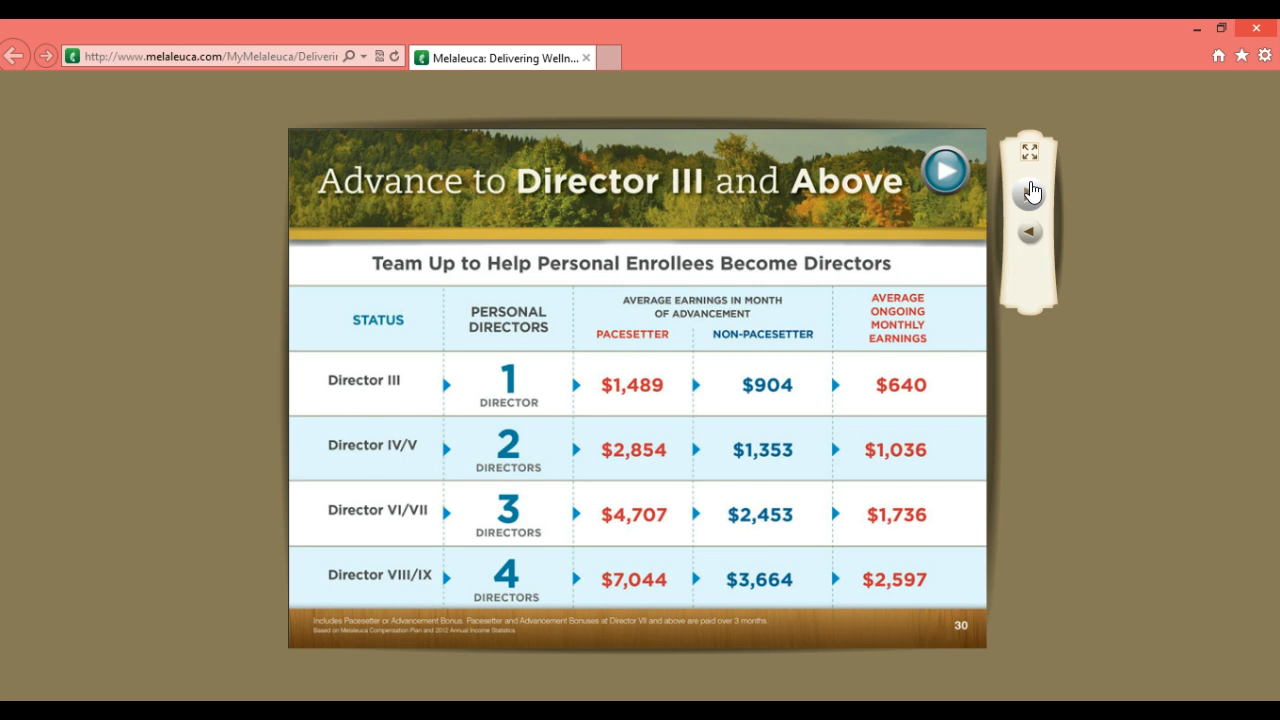 http://www.melaleuca.com/MyMelaleuca/Deliveri
Melaleuca: Delivering Welln...
Advance to Director III and Above
Team Up to Help Personal Enrollees Become Directors
STATUS
PERSONAL
DIRECTORS
AVERAGE EARNINGS IN MONTH
OF ADVANCEMENT
PACESETTER NON-PACESETTER
AVERAGE
ONGOING
MONTHLY
EARNINGS
Director III 1 DIRECTOR $1,489 $904 $640
Director IV/V 2 DIRECTORS $2,854 $1,353 $1,036
Director VI/VII 3 DIRECTORS $4,707 $2,453 $1,736
Director VIII/IX 4 DIRECTORS $7,044 $3,664 $2,597
Includes Pacesetter or Advancement Bonus. Pacesetter and Advancement Bonuses at Director VII and above are paid over 3 months.
Based on Melaleuca Compensation Plan and 2012 Annual Income Statistics.
30